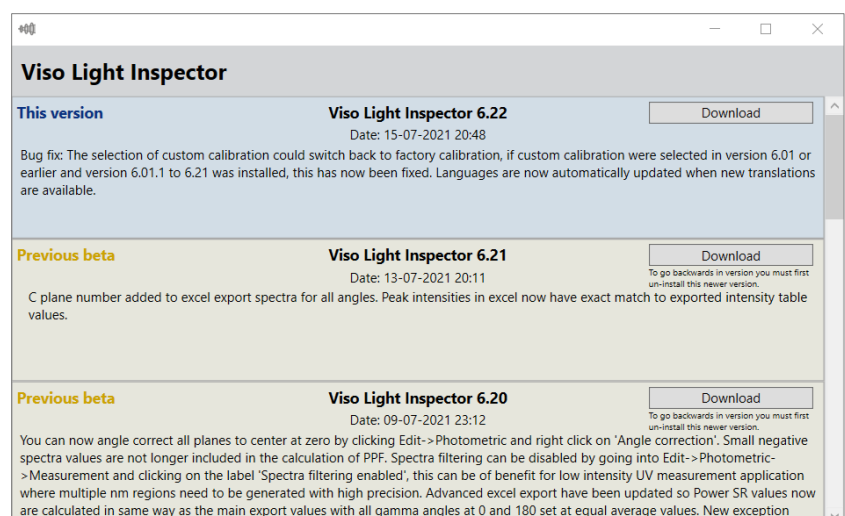 Viso Light Inspector
This version
Viso Light Inspector 6.22
Download
Date: 15-07-2021 20:48
Bug fix: The selection of custom calibration could switch back to factory calibration, if custom calibration were selected in version 6.01 or
earlier and version 6.01.1 to 6.21 was installed, this has now been fixed. Languages are now automatically updated when new translations
are available.
Previous beta
Viso Light Inspector 6.21
Download
Date: 13-07-2021 20:11
To go backwards in version you must first
un-install this newer version.
C plane number added to excel export spectra for all angles. Peak intensities in excel now have exact match to exported intensity table
values.
Previous beta
Viso Light Inspector 6.20
Download
Date: 09-07-2021 23:12
To go backwards in version you must first
un-install this newer version.
You can now angle correct all planes to center at zero by clicking Edit->Photometric and right click on 'Angle correction'. Small negative
spectra values are not longer included in the calculation of PPF. Spectra filtering can be disabled by going into Edit->Photometric-
>Measurement and clicking on the label 'Spectra filtering enabled', this can be of benefit for low intensity UV measurement application
where multiple nm regions need to be generated with high precision. Advanced excel export have been updated so Power SR values now
are calculated in same way as the main export values with all gamma angles at 0 and 180 set at equal average values. New exception